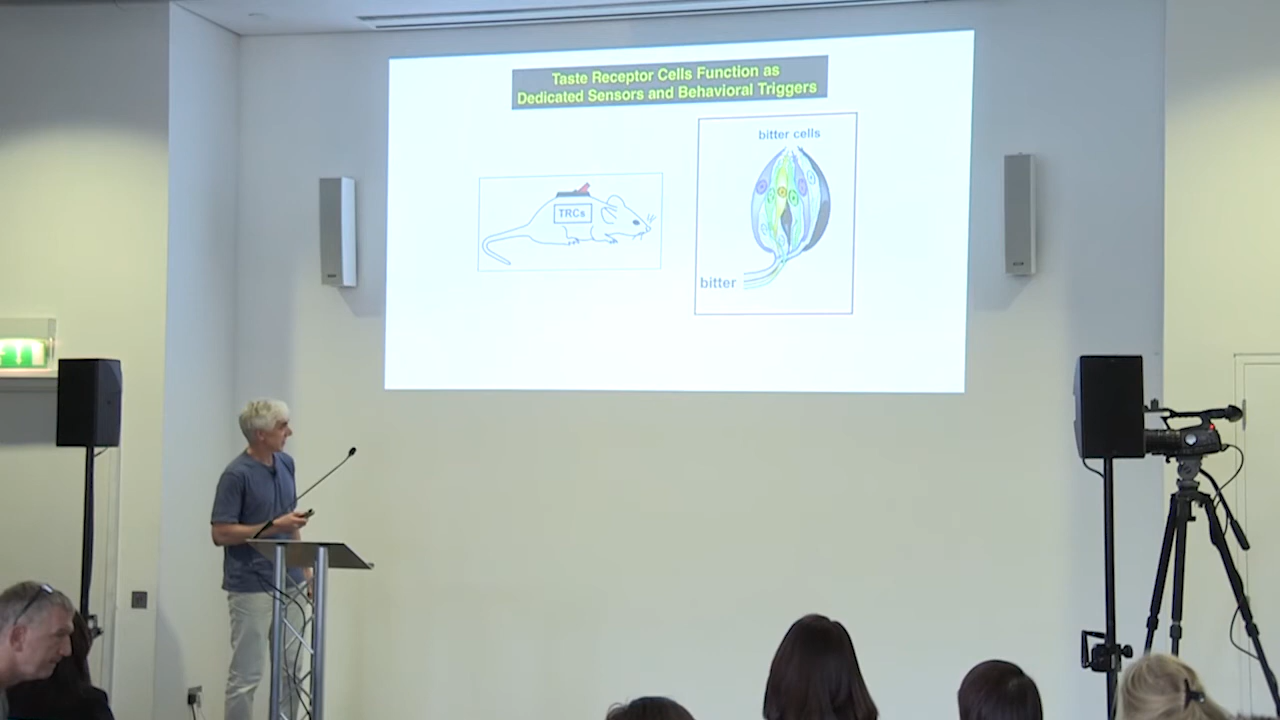 Taste Receptor Cells Function as
Dedicated Sensors and Behavioral Triggers
bitter cells
TRCs
bitter